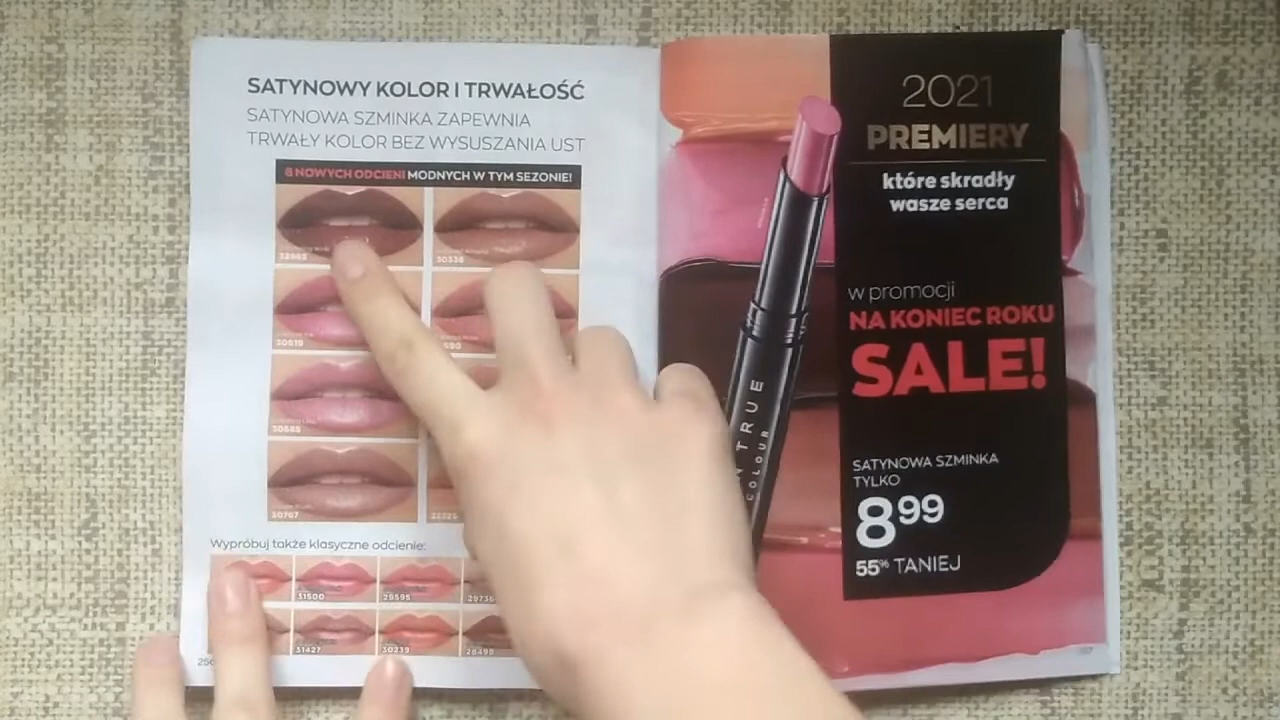 SATYNOWY KOLOR I TRWAŁOŚĆ
SATYNOWA SZMINKA ZAPEWNIA
TRWAŁY KOLOR BEZ WYSUSZANIA UST
8 NOWYCH ODCIENI MODNYCH W TYM SEZONIE!
30336
30619
30685
30767
Wypróbuj także klasyczne odcienie:
31500
29595
31427
30239
28498
2021
PREMIERY
które skradły
wasze serca
w promocji
NA KONIEC ROKU
SALE!
SATYNOWA SZMINKA
TYLKO
8 99
55% TANIEJ
TRUE
COLOUR